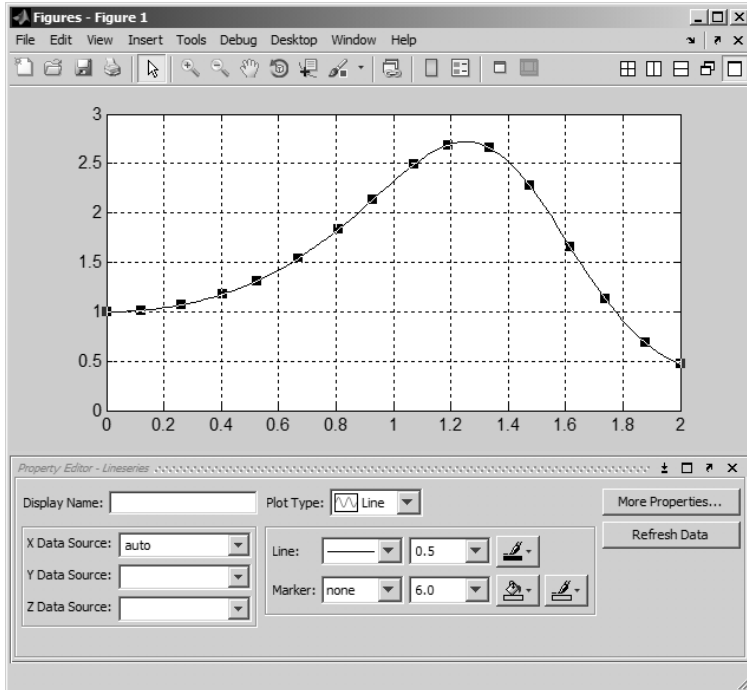 Figures - Figure 1
File Edit View Insert Tools Debug Desktop Window Help
3
2.5
2
1.5
1
0.5
0
0 0.2 0.4 0.6 0.8 1 1.2 1.4 1.6 1.8 2
Property Editor - Lineseries
Display Name: Plot Type: Line More Properties...
X Data Source: auto Line: 0.5 Refresh Data
Y Data Source: Marker: none 6.0
Z Data Source: